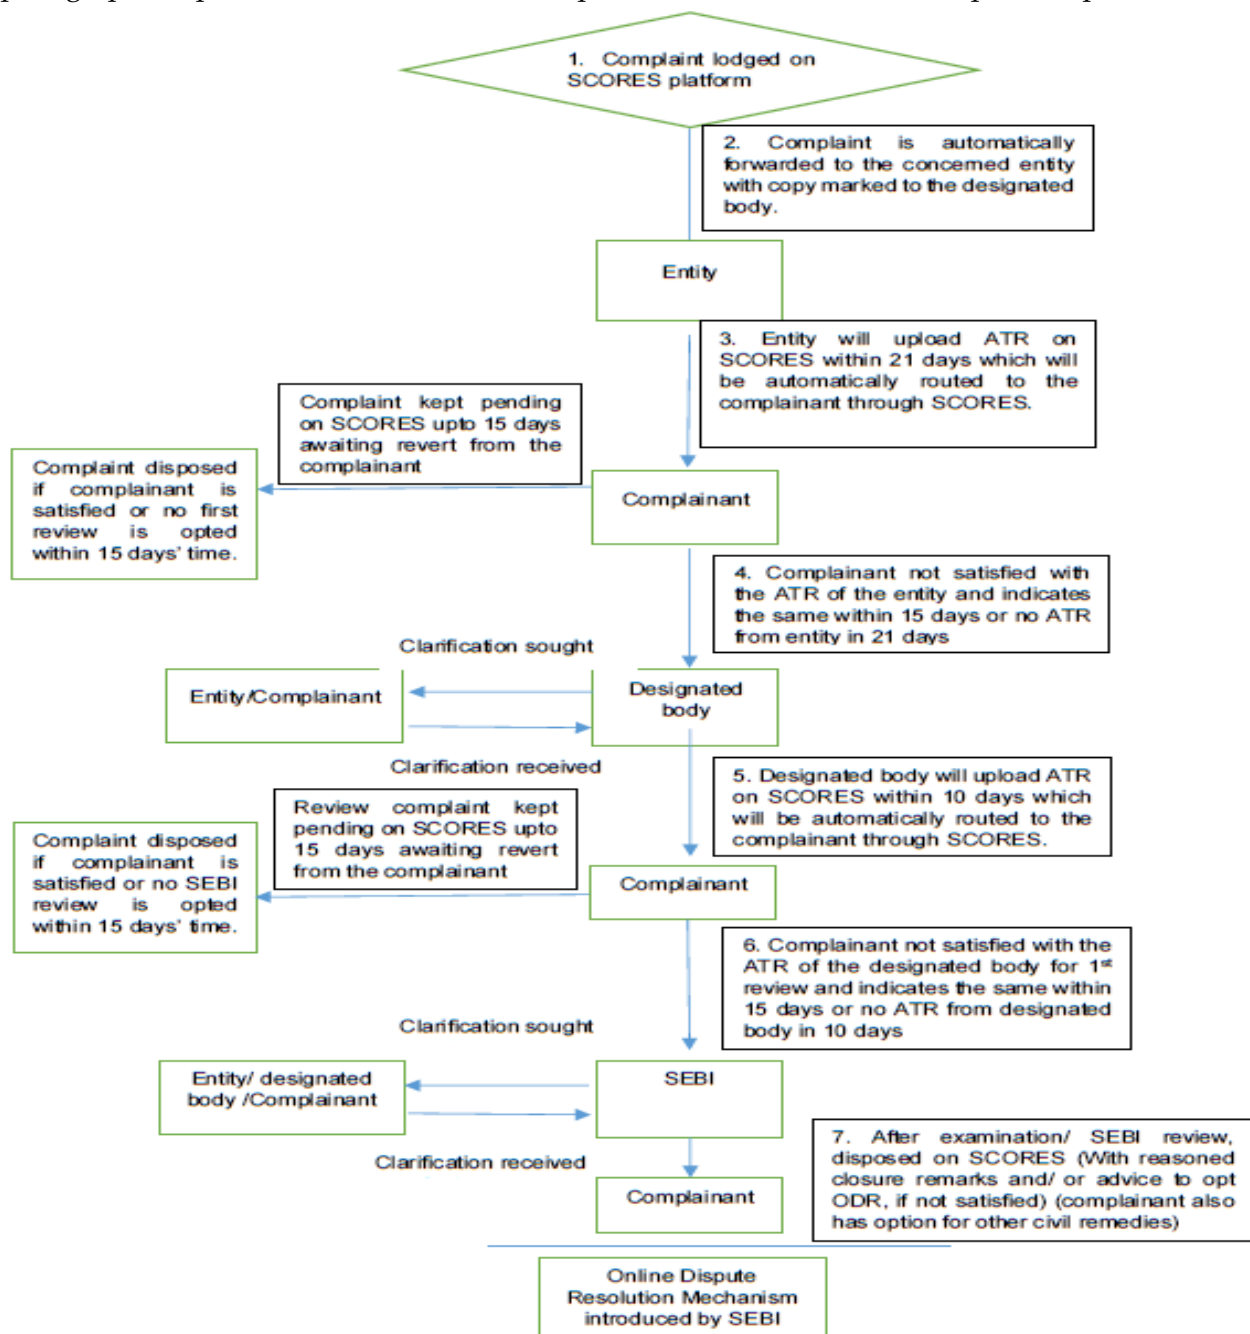 1. Complaint lodged on
SCORES platform
2. Complaint is automatically
forwarded to the concerned entity
with copy marked to the designated
body.
Entity
3. Entity will upload ATR on
SCORES within 21 days which will
be automatically routed to the
complainant through SCORES.
Complaint kept pending
on SCORES upto 15 days
awaiting revert from the
complainant
Complaint disposed
if complainant is
satisfied or no first
review is opted
within 15 days' time.
Complainant
4. Complainant not satisfied with
the ATR of the entity and indicates
the same within 15 days or no ATR
from entity in 21 days
Clarification sought
Entity/Complainant
Designated
body
Clarification received
5. Designated body will upload ATR
on SCORES within 10 days which
will be automatically routed to the
complainant through SCORES.
Review complaint kept
pending on SCORES upto
15 days awaiting revert
from the complainant
Complaint disposed
if complainant is
satisfied or no SEBI
review is opted
within 15 days' time.
Complainant
6. Complainant not satisfied with the
ATR of the designated body for 1st
review and indicates the same within
15 days or no ATR from designated
body in 10 days
Clarification sought
Entity/ designated
body /Complainant
SEBI
Clarification received
7. After examination/ SEBI review,
disposed on SCORES (With reasoned
closure remarks and/ or advice to opt
ODR, if not satisfied) (complainant also
has option for other civil remedies)
Complainant
Online Dispute
Resolution Mechanism
introduced by SEBI